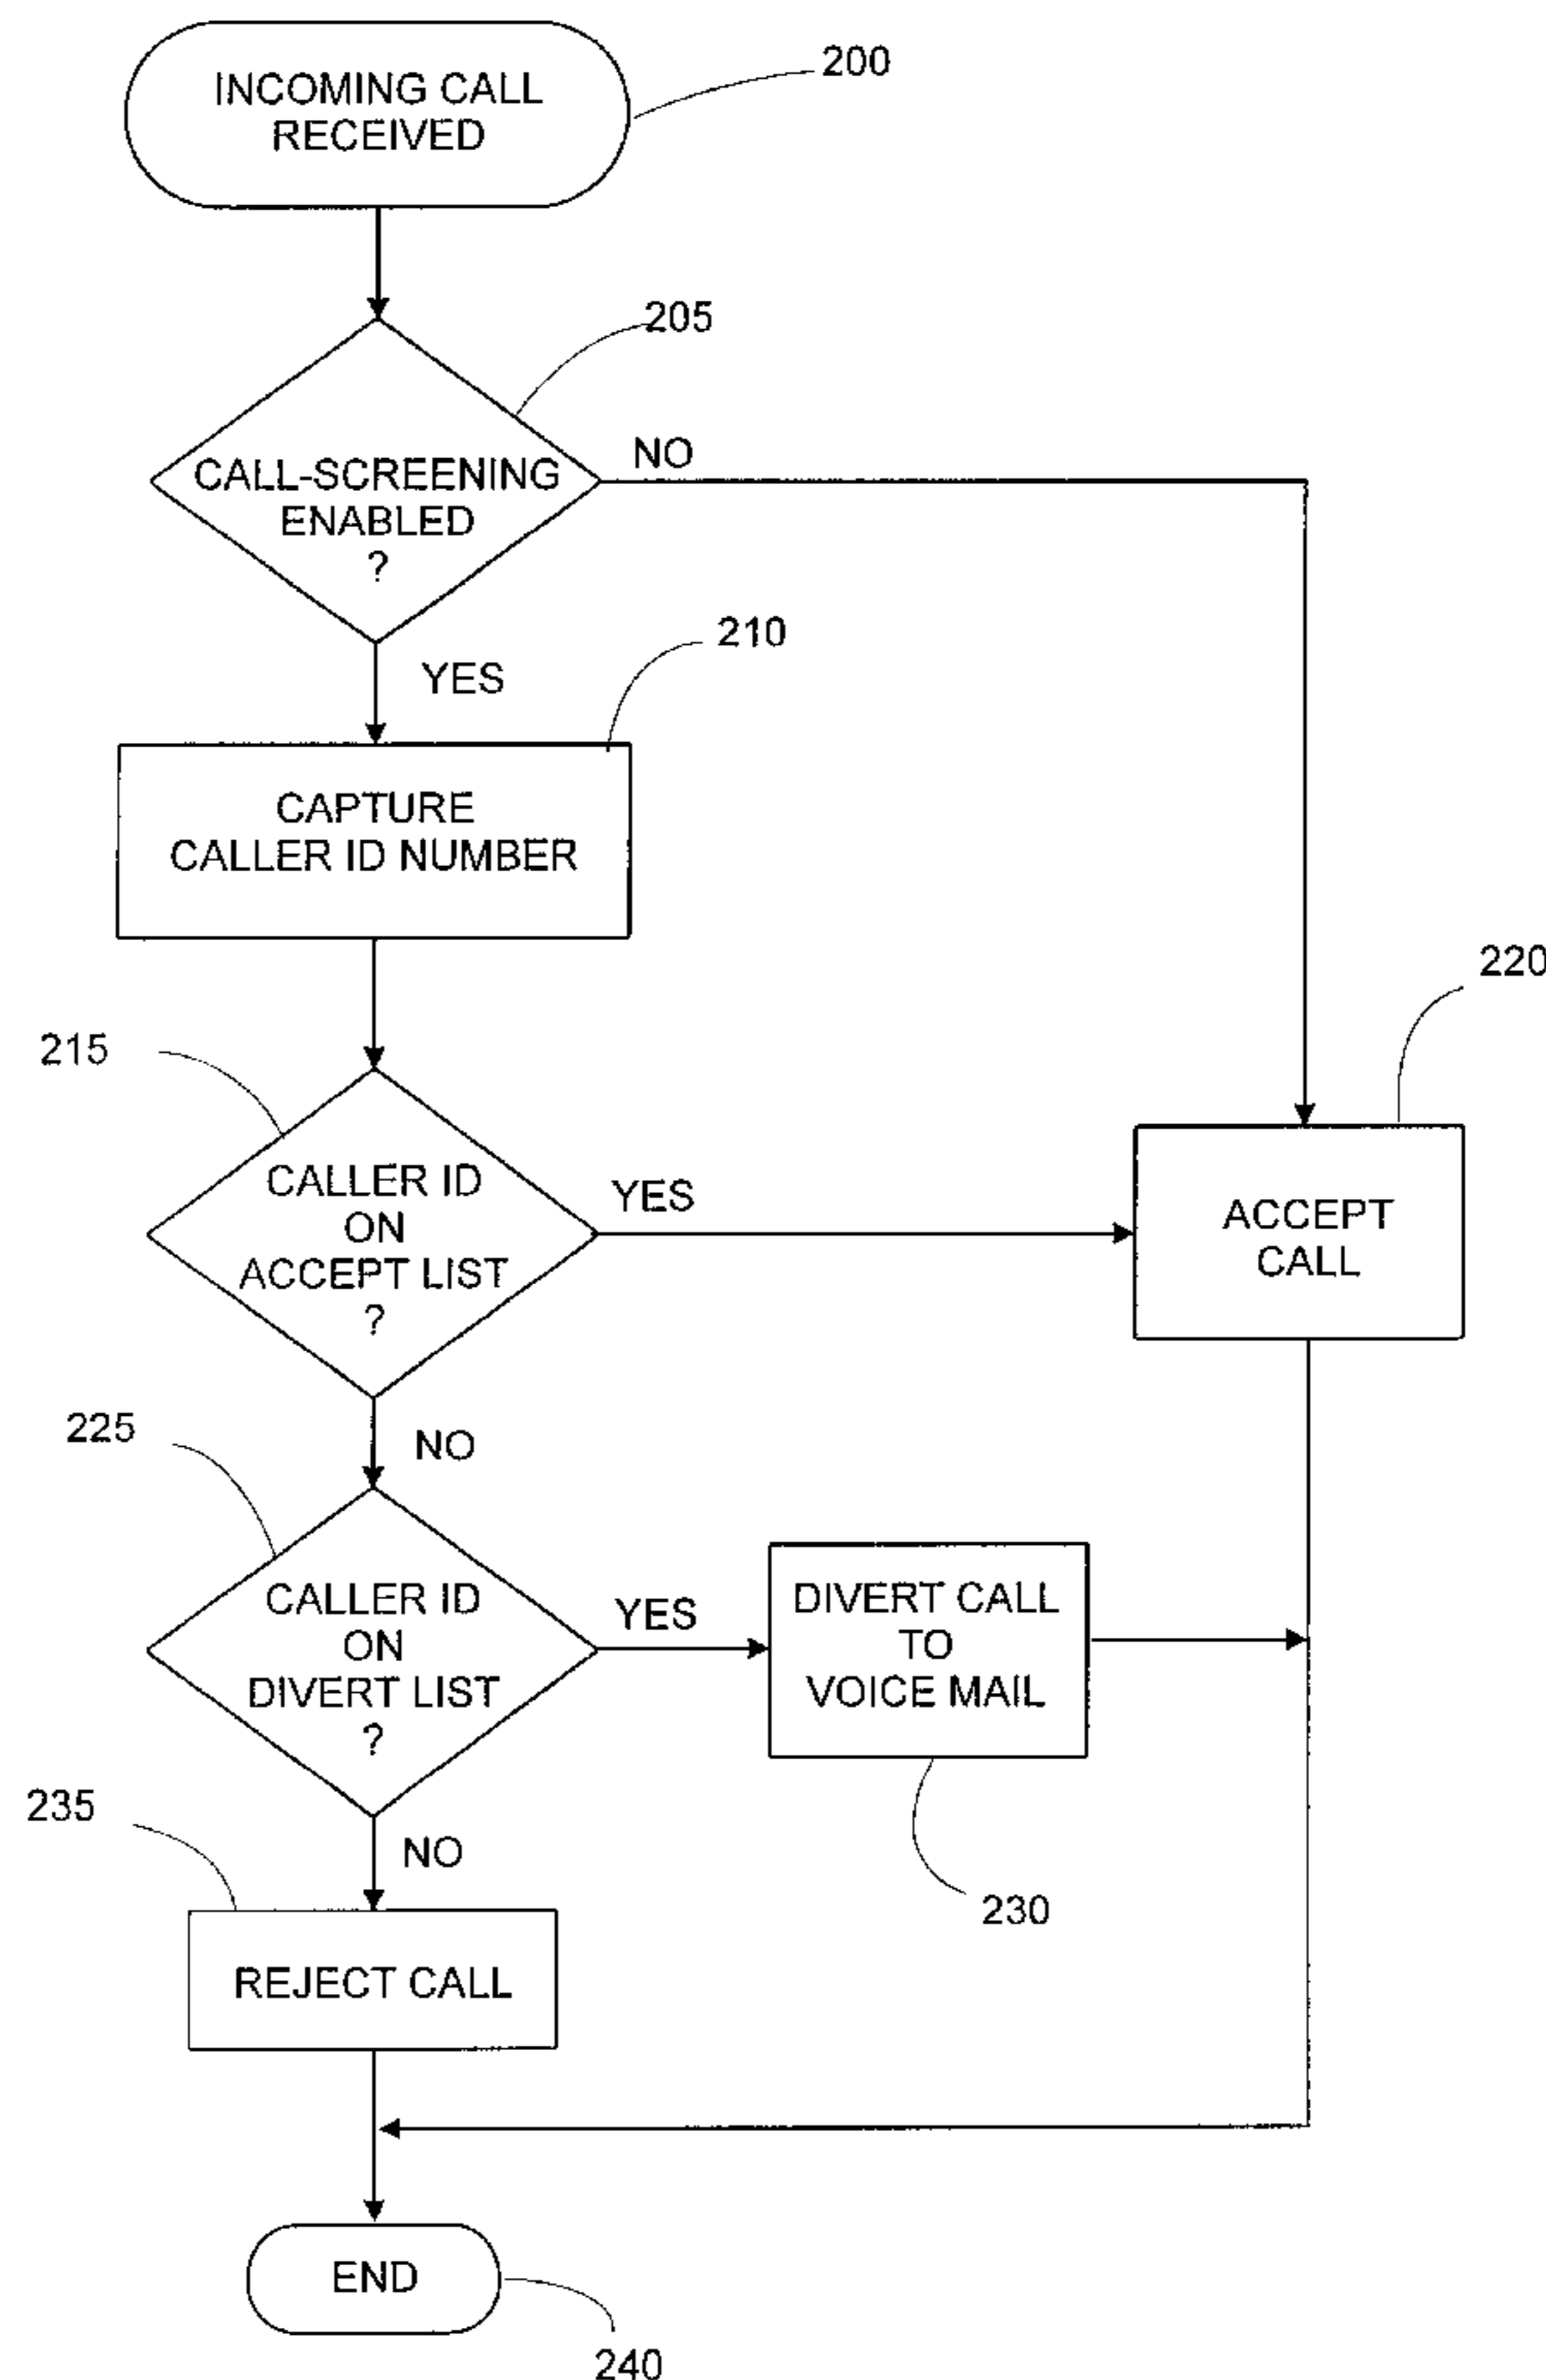 INCOMING CALL
RECEIVED
200
205
CALL-SCREENING
ENABLED
?
NO
YES
210
CAPTURE
CALLER ID NUMBER
215
CALLER ID
ON
ACCEPT LIST
?
YES
220
ACCEPT
CALL
NO
225
CALLER ID
ON
DIVERT LIST
?
YES
DIVERT CALL
TO
VOICE MAIL
230
NO
235
REJECT CALL
END
240